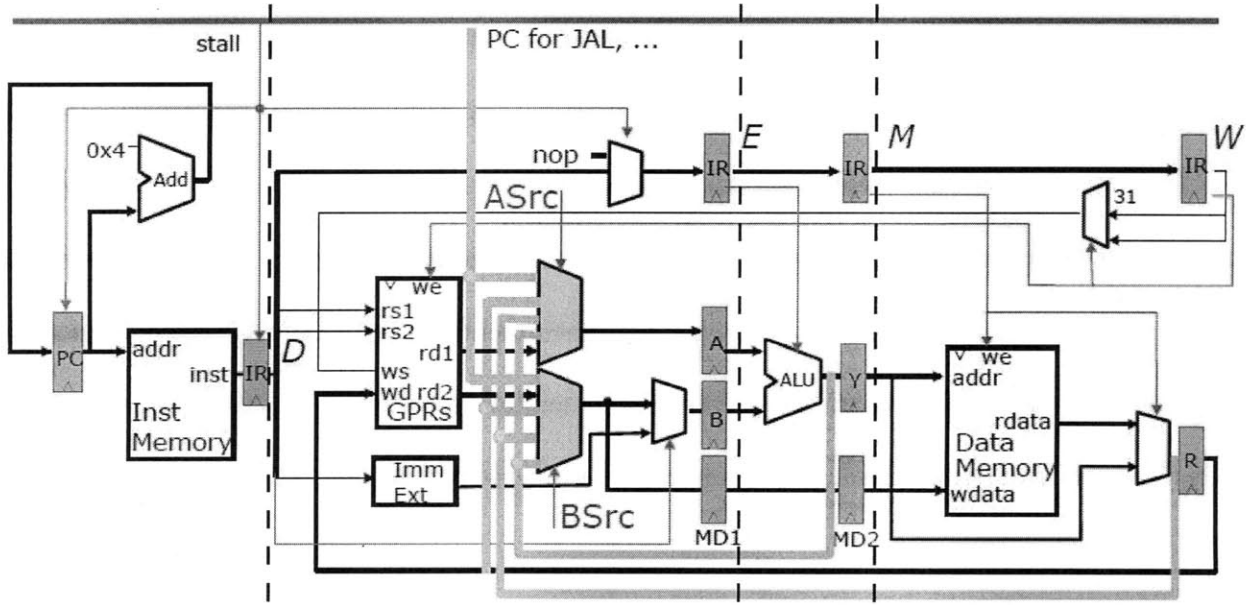 stall
PC for JAL, ...
0x4
Add
nop
E
M
W
IR
IR
IR
31
ASrc
we
rs1
rs2
rd1
ws
wd rd2
GPRs
PC
addr
inst
Inst
Memory
IR
D
A
B
ALU
Y
we
addr
rdata
Data
Memory
wdata
R
Imm
Ext
BSrc
MD1
MD2